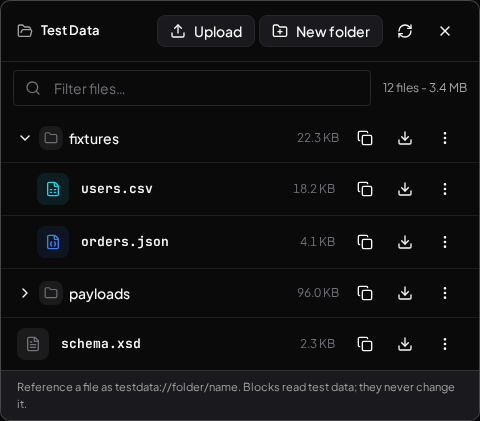 Test Data
Upload
New folder
Filter files...
12 files - 3.4 MB
fixtures
22.3 KB
users.csv
18.2 KB
orders.json
4.1 KB
payloads
96.0 KB
schema.xsd
2.3 KB
Reference a file as testdata://folder/name. Blocks read test data; they never change
it.